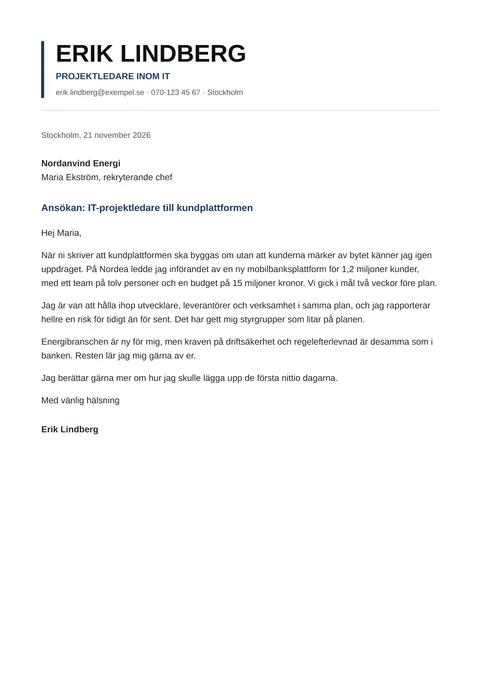 ERIK LINDBERG
PROJEKTLEDARE INOM IT
erik.lindberg@exempel.se · 070-123 45 67 · Stockholm
Stockholm, 21 november 2026
Nordanvind Energi
Maria Ekström, rekryterande chef
Ansökan: IT-projektledare till kundplattformen
Hej Maria,
När ni skriver att kundplattformen ska byggas om utan att kunderna märker av bytet känner jag igen
uppdraget. På Nordea ledde jag införandet av en ny mobilbanksplattform för 1,2 miljoner kunder,
med ett team på tolv personer och en budget på 15 miljoner kronor. Vi gick i mål två veckor före plan.
Jag är van att hålla ihop utvecklare, leverantörer och verksamhet i samma plan, och jag rapporterar
hellre en risk för tidigt än för sent. Det har gett mig styrgrupper som litar på planen.
Energibranschen är ny för mig, men kraven på driftsäkerhet och regelefterlevnad är desamma som i
banken. Resten lär jag mig gärna av er.
Jag berättar gärna mer om hur jag skulle lägga upp de första nittio dagarna.
Med vänlig hälsning
Erik Lindberg